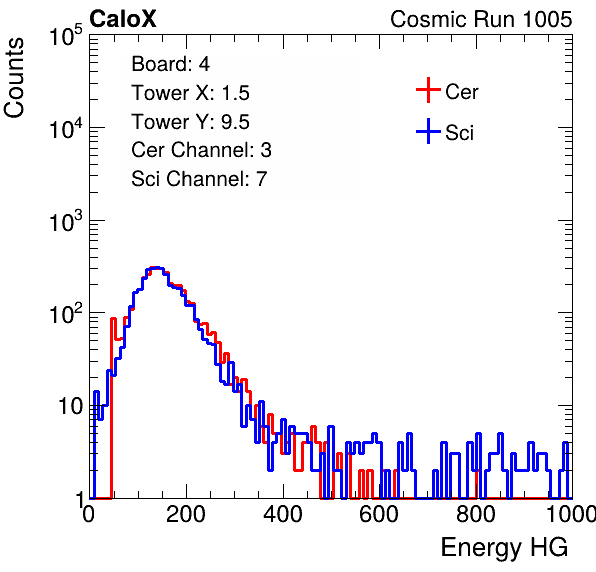 CaloX Cosmic Run 1005
Counts
10^5
10^4
10^3
10^2
10
1
Board: 4
Tower X: 1.5
Tower Y: 9.5
Cer Channel: 3
Sci Channel: 7
Cer
Sci
0 200 400 600 800 1000
Energy HG